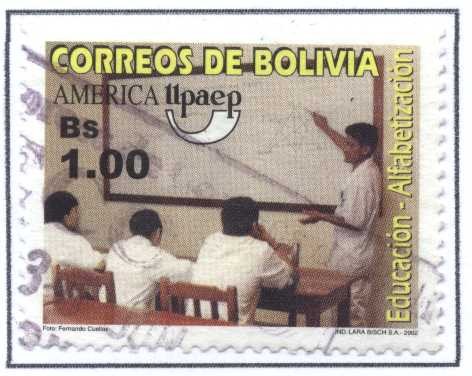 CORREOS DE BOLIVIA
AMERICA upaep
Bs
1.00
Educación - Alfabetización
Foto: Fernando Cuellar
IND. LARA BISCH S.A. - 2002